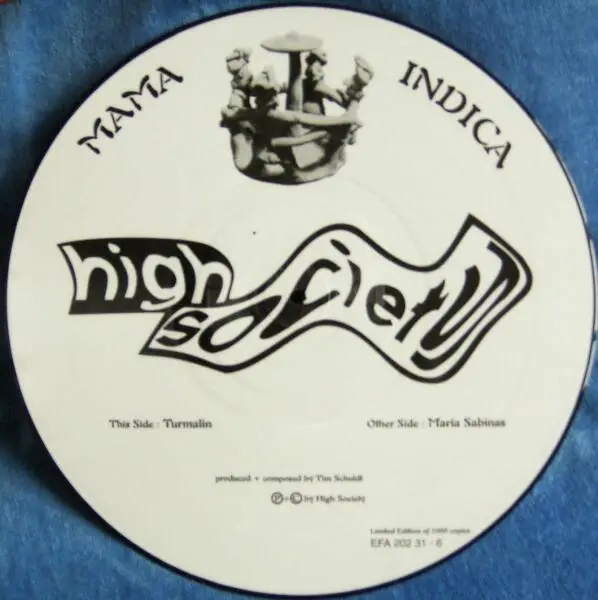 MAMA INDICA
high
society
This Side : Turmalin
Other Side : Maria Sabinas
produced + composed by Tim Schuldt
Ⓟ+© by High Society
Limited Edition of 1000 copies
EFA 202 31 - 6